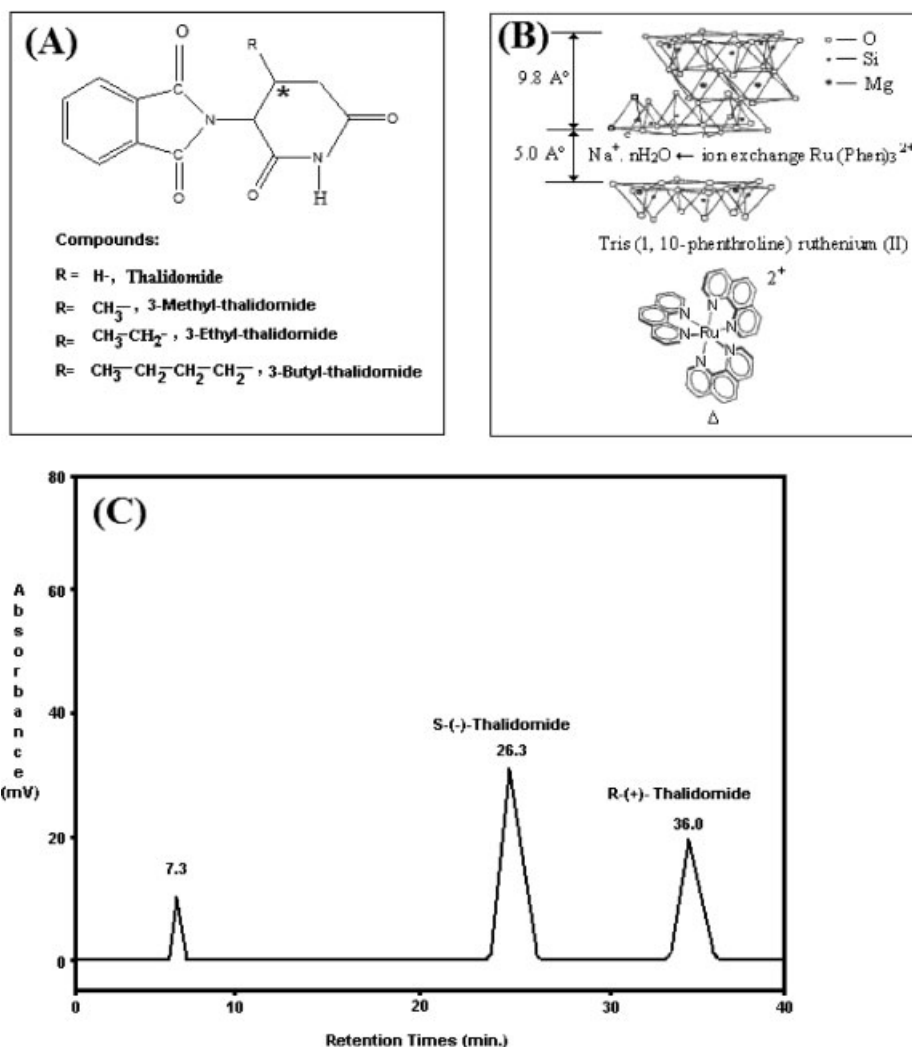 (A)
O
R
*
N
O
O
N
H
O
Compounds:
R = H-, Thalidomide
R= CH3—, 3-Methyl-thalidomide
R= CH3—CH2-, 3-Ethyl-thalidomide
R= CH3—CH2—CH2—CH2—, 3-Butyl-thalidomide
(B)
O
Si
Mg
9.8 A°
5.0 A°
Na+. nH2O ← ion exchange Ru (Phen)3 2+
Tris (1, 10-phenthroline) ruthenium (II)
2+
N
N
N
Ru
N
N
N
Δ
(C)
80
60
40
20
0
Absorbance
(mV)
7.3
S-(-)-Thalidomide
26.3
R-(+)- Thalidomide
36.0
0 10 20 30 40
Retention Times (min.)